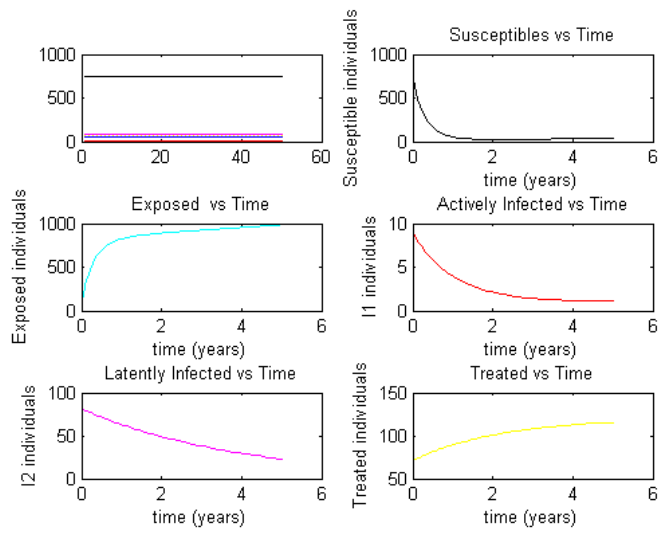 1000
500
0
0
20
40
60
Susceptibles vs Time
Susceptible individuals
1000
500
0
0
2
4
6
time (years)
Exposed vs Time
Exposed individuals
1000
500
0
0
2
4
6
time (years)
Actively Infected vs Time
I1 individuals
10
5
0
0
2
4
6
time (years)
Latently Infected vs Time
I2 individuals
100
50
0
0
2
4
6
time (years)
Treated vs Time
Treated individuals
150
100
50
0
2
4
6
time (years)